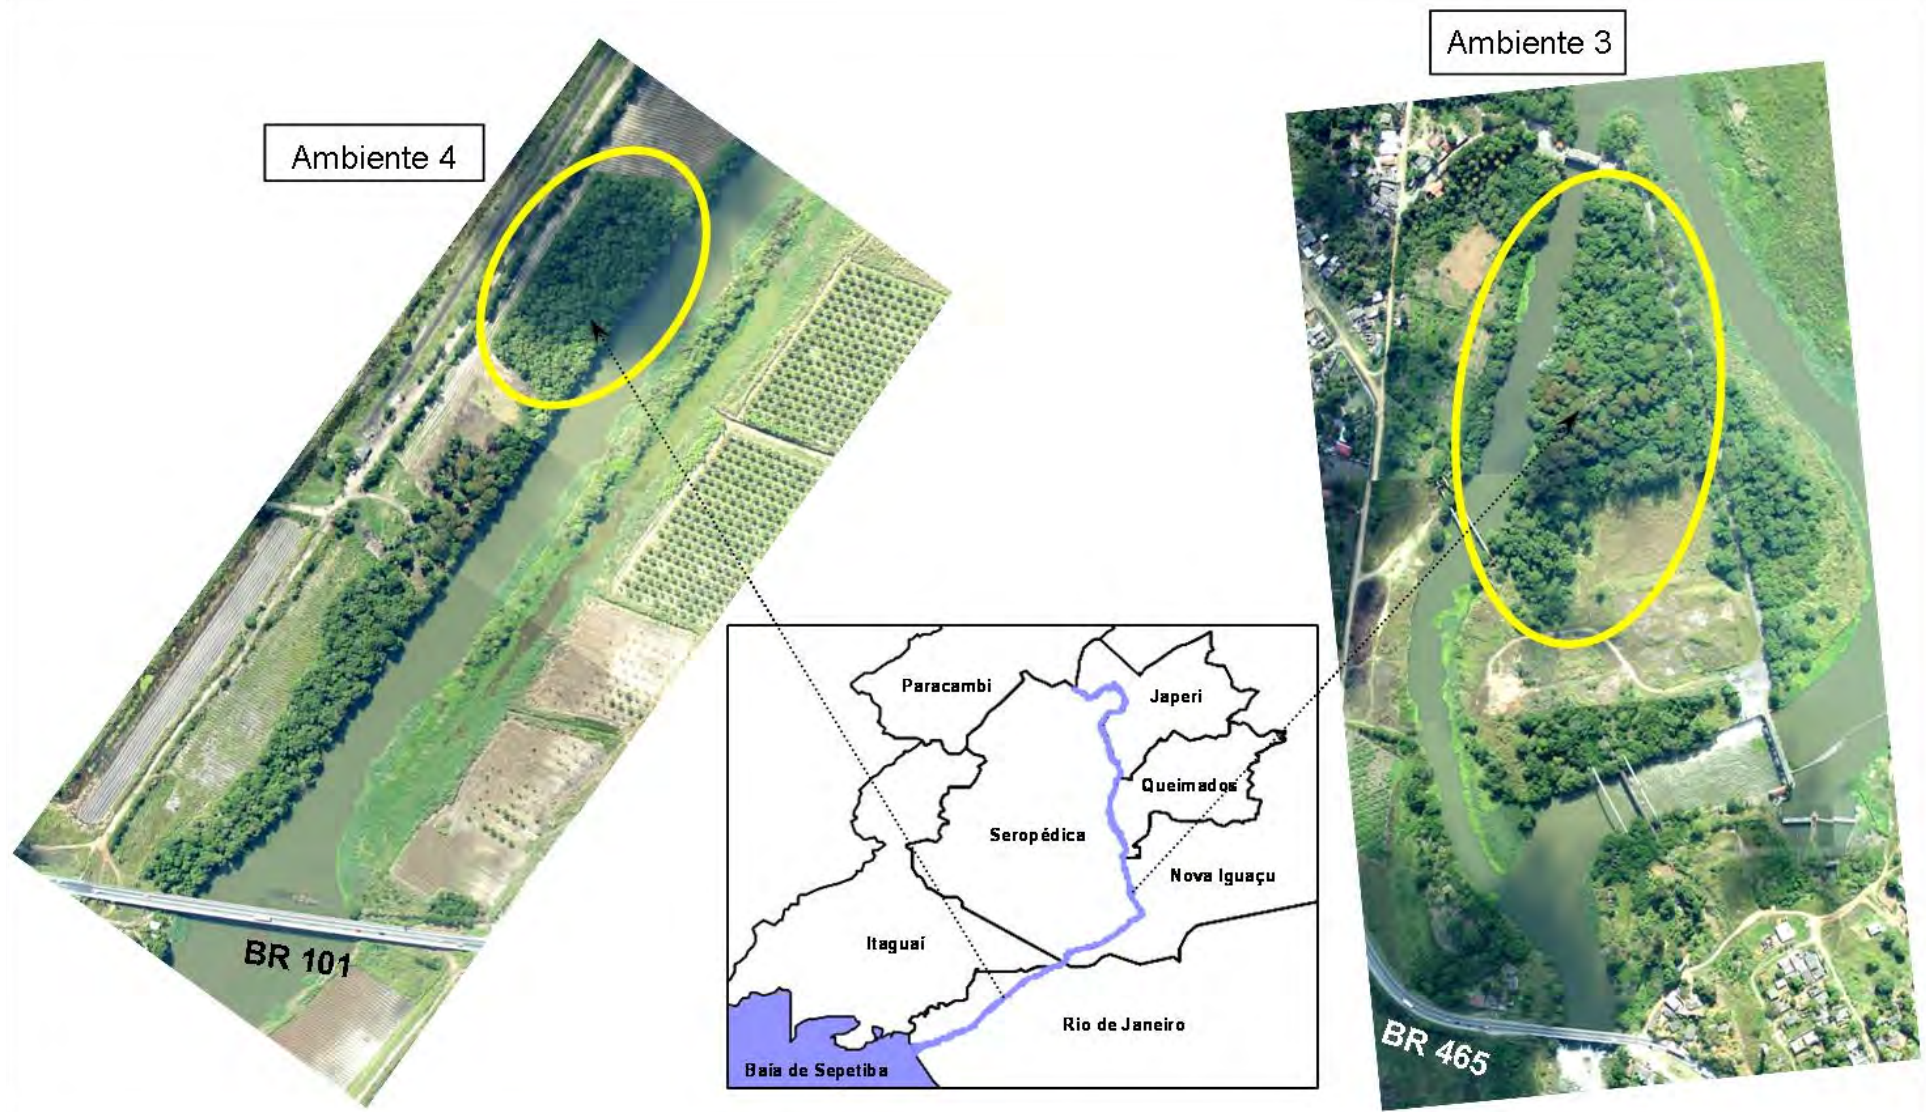 Ambiente 3
Ambiente 4
Paracambi
Japeri
Queimados
Seropédica
Nova Iguaçu
Itaguaí
BR 101
Rio de Janeiro
BR 465
Baía de Sepetiba